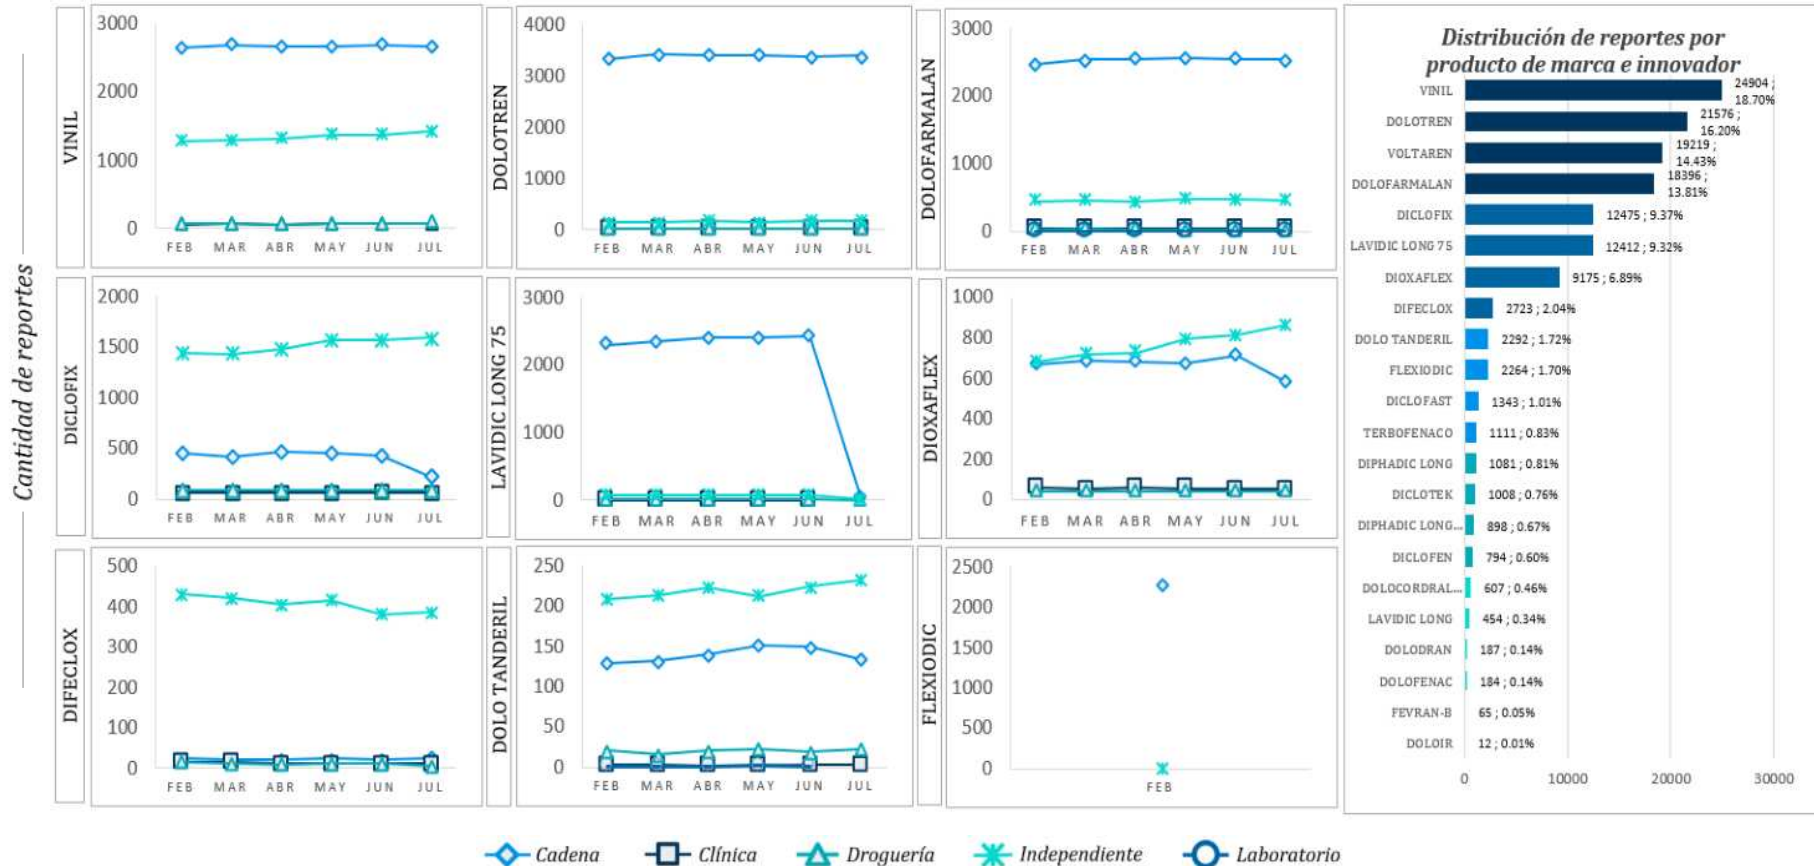 Cantidad de reportes
VINIL
3000
2000
1000
0
FEB MAR ABR MAY JUN JUL
DOLOTREN
4000
3000
2000
1000
0
FEB MAR ABR MAY JUN JUL
DOLOFARMALAN
3000
2000
1000
0
FEB MAR ABR MAY JUN JUL
DICLOFIX
2000
1500
1000
500
0
FEB MAR ABR MAY JUN JUL
LAVIDIC LONG 75
3000
2000
1000
0
FEB MAR ABR MAY JUN JUL
DIOXAFLEX
1000
800
600
400
200
0
FEB MAR ABR MAY JUN JUL
DIFECLOX
500
400
300
200
100
0
FEB MAR ABR MAY JUN JUL
DOLO TANDERIL
250
200
150
100
50
0
FEB MAR ABR MAY JUN JUL
FLEXIODIC
2500
2000
1500
1000
500
0
FEB
Distribución de reportes por
producto de marca e innovador
VINIL 24904 ;
18.70%
DOLOTREN 21576 ;
16.20%
VOLTAREN 19219 ;
14.43%
DOLOFARMALAN 18396 ;
13.81%
DICLOFIX 12475 ; 9.37%
LAVIDIC LONG 75 12412 ; 9.32%
DIOXAFLEX 9175 ; 6.89%
DIFECLOX 2723 ; 2.04%
DOLO TANDERIL 2292 ; 1.72%
FLEXIODIC 2264 ; 1.70%
DICLOFAST 1343 ; 1.01%
TERBOFENACO 1111 ; 0.83%
DIPHADIC LONG 1081 ; 0.81%
DICLOTEK 1008 ; 0.76%
DIPHADIC LONG... 898 ; 0.67%
DICLOFEN 794 ; 0.60%
DOLOCORDRAL... 607 ; 0.46%
LAVIDIC LONG 454 ; 0.34%
DOLODRAN 187 ; 0.14%
DOLOFENAC 184 ; 0.14%
FEVRAN-B 65 ; 0.05%
DOLOIR 12 ; 0.01%
0 10000 20000 30000
Cadena Clínica Droguería Independiente Laboratorio